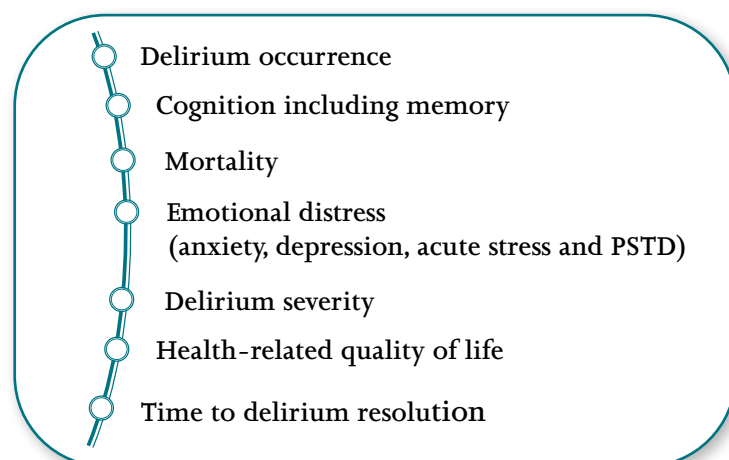 Delirium occurrence
Cognition including memory
Mortality
Emotional distress
(anxiety, depression, acute stress and PSTD)
Delirium severity
Health-related quality of life
Time to delirium resolution